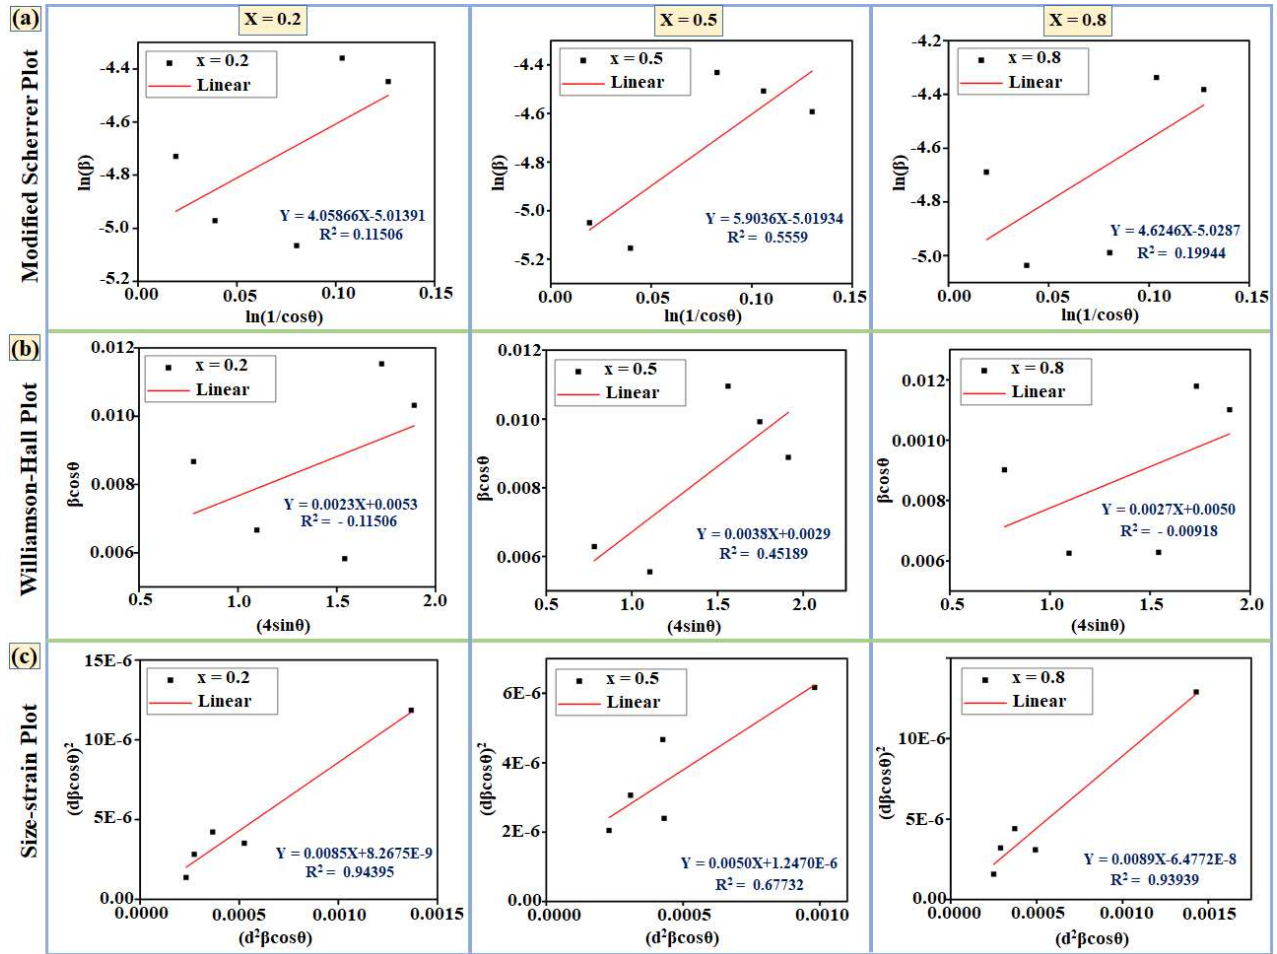 (a)
X = 0.2
X = 0.5
X = 0.8
Modified Scherrer Plot
x = 0.2
Linear
-4.4
-4.6
-4.8
-5.0
-5.2
ln(β)
Y = 4.05866X-5.01391
R² = 0.11506
0.00
0.05
0.10
0.15
ln(1/cosθ)
x = 0.5
Linear
-4.4
-4.6
-4.8
-5.0
-5.2
ln(β)
Y = 5.9036X-5.01934
R² = 0.5559
0.00
0.05
0.10
0.15
ln(1/cosθ)
x = 0.8
Linear
-4.2
-4.4
-4.6
-4.8
-5.0
ln(β)
Y = 4.6246X-5.0287
R² = 0.19944
0.00
0.05
0.10
0.15
ln(1/cosθ)
(b)
Williamson-Hall Plot
x = 0.2
Linear
0.012
0.010
0.008
0.006
βcosθ
Y = 0.0023X+0.0053
R² = - 0.11506
0.5
1.0
1.5
2.0
(4sinθ)
x = 0.5
Linear
0.012
0.010
0.008
0.006
βcosθ
Y = 0.0038X+0.0029
R² = 0.45189
0.5
1.0
1.5
2.0
(4sinθ)
x = 0.8
Linear
0.012
0.0010
0.008
0.006
βcosθ
Y = 0.0027X+0.0050
R² = - 0.00918
0.5
1.0
1.5
2.0
(4sinθ)
(c)
Size-strain Plot
x = 0.2
Linear
15E-6
10E-6
5E-6
0.00
(dβcosθ)²
Y = 0.0085X+8.2675E-9
R² = 0.94395
0.0000
0.0005
0.0010
0.0015
(d²βcosθ)
x = 0.5
Linear
6E-6
4E-6
2E-6
0.00
(dβcosθ)²
Y = 0.0050X+1.2470E-6
R² = 0.67732
0.0000
0.0005
0.0010
(d²βcosθ)
x = 0.8
Linear
10E-6
5E-6
0.00
(dβcosθ)²
Y = 0.0089X-6.4772E-8
R² = 0.93939
0.0000
0.0005
0.0010
0.0015
(d²βcosθ)